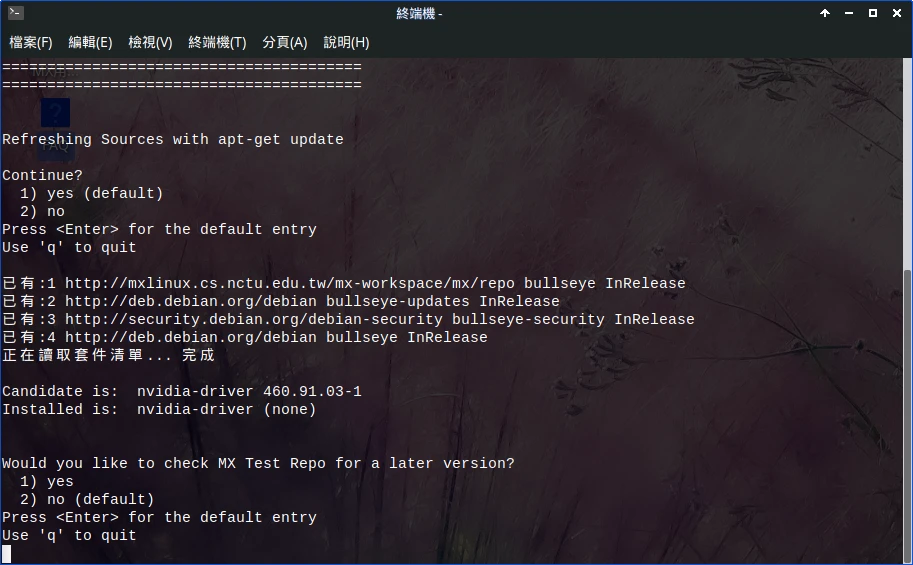 終端機 -
檔案(F) 編輯(E) 檢視(V) 終端機(T) 分頁(A) 說明(H)
========================================
========================================
?
FAQ
Refreshing Sources with apt-get update
Continue?
1) yes (default)
2) no
Press <Enter> for the default entry
Use 'q' to quit
已有:1 http://mxlinux.cs.nctu.edu.tw/mx-workspace/mx/repo bullseye InRelease
已有:2 http://deb.debian.org/debian bullseye-updates InRelease
已有:3 http://security.debian.org/debian-security bullseye-security InRelease
已有:4 http://deb.debian.org/debian bullseye InRelease
正在讀取套件清單... 完成
Candidate is:  nvidia-driver 460.91.03-1
Installed is:  nvidia-driver (none)
Would you like to check MX Test Repo for a later version?
1) yes
2) no (default)
Press <Enter> for the default entry
Use 'q' to quit